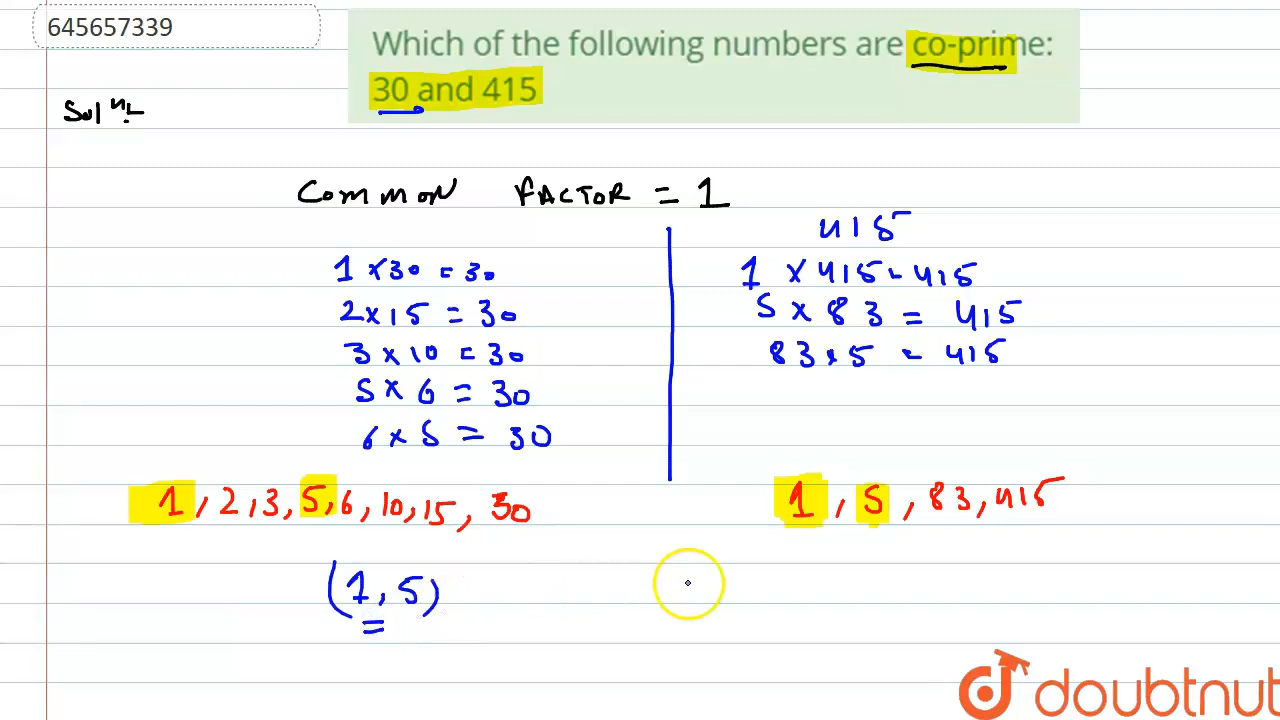 645657339
Which of the following numbers are co-prime:
30 and 415
Solⁿ:-
COMMON FACTOR = 1
415
1 × 30 = 30
1 × 415 = 415
2 × 15 = 30
5 × 83 = 415
3 × 10 = 30
83 × 5 = 415
5 × 6 = 30
6 × 5 = 30
1, 2, 3, 5, 6, 10, 15, 30
1, 5, 83, 415
(1, 5)
doubtnut